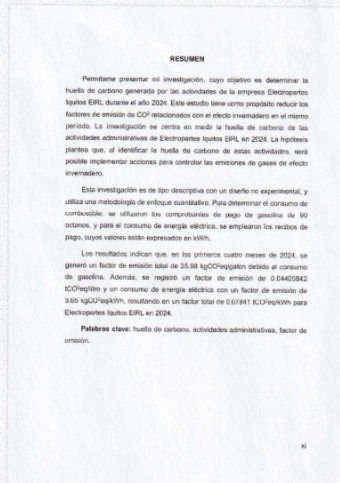 RESUMEN
Permítame presentar mi investigación, cuyo objetivo es determinar la
huella de carbono generada por las actividades de la empresa Electroportes
Iquitos EIRL durante el año 2024. Este estudio tiene como propósito reducir los
factores de emisión de CO² relacionados con el efecto invernadero en el mismo
período. La investigación se centra en medir la huella de carbono de las
actividades administrativas de Electroportes Iquitos EIRL en 2024. La hipótesis
plantea que, al identificar la huella de carbono de estas actividades, será
posible implementar acciones para controlar las emisiones de gases de efecto
invernadero.
Esta investigación es de tipo descriptiva con un diseño no experimental, y
utiliza una metodología de enfoque cuantitativo. Para determinar el consumo de
combustible, se utilizaron los comprobantes de pago de gasolina de 90
octanos, y para el consumo de energía eléctrica, se emplearon los recibos de
pago, cuyos valores están expresados en kW/h.
Los resultados indican que, en los primeros cuatro meses de 2024, se
generó un factor de emisión total de 35.98 kgCO²eq/galón debido al consumo
de gasolina. Además, se registró un factor de emisión de 0.04465842
tCO²eq/litro y un consumo de energía eléctrica con un factor de emisión de
3.65 kgCO²eq/kWh, resultando en un factor total de 0.07841 tCO²eq/kWh para
Electroportes Iquitos EIRL en 2024.
Palabras clave: huella de carbono, actividades administrativas, factor de
emisión.
xi